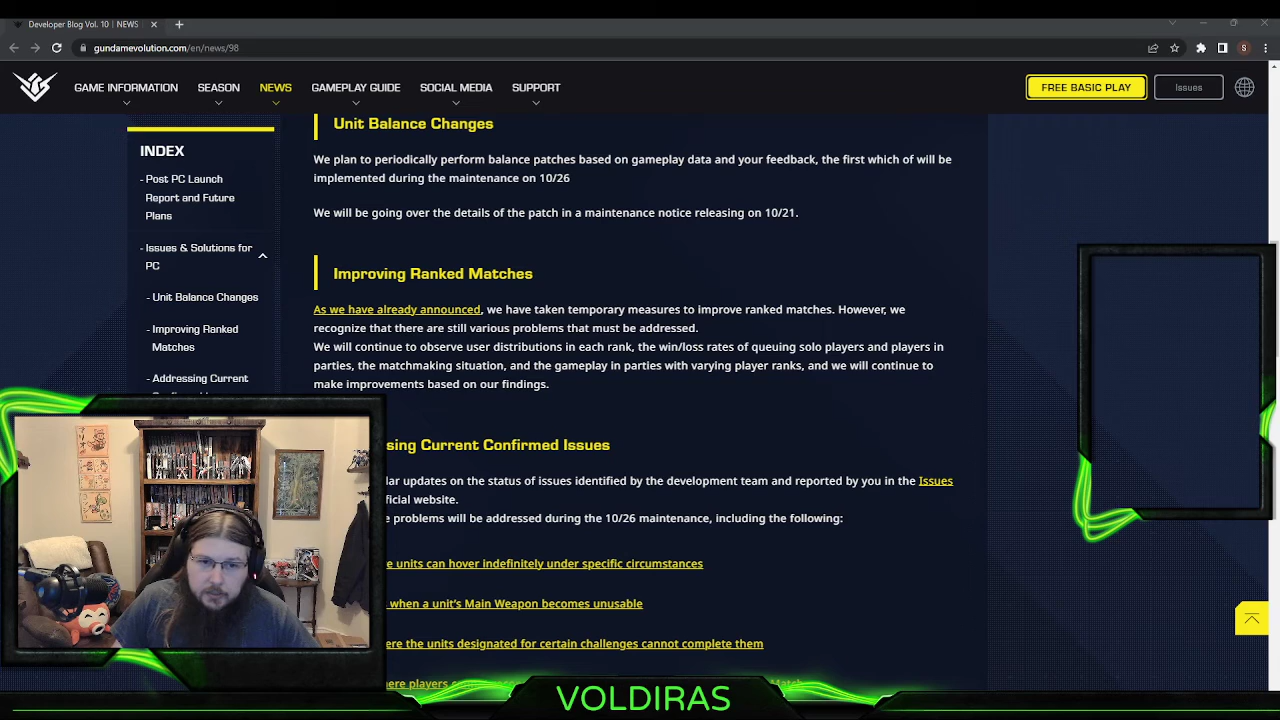 Developer Blog Vol. 10 | NEWS
gundamevolution.com/en/news/98
S
GAME INFORMATION SEASON NEWS GAMEPLAY GUIDE SOCIAL MEDIA SUPPORT
FREE BASIC PLAY
Issues
INDEX
- Post PC Launch
Report and Future
Plans
- Issues & Solutions for
PC
- Unit Balance Changes
- Improving Ranked
Matches
- Addressing Current
Unit Balance Changes
We plan to periodically perform balance patches based on gameplay data and your feedback, the first which of will be
implemented during the maintenance on 10/26
We will be going over the details of the patch in a maintenance notice releasing on 10/21.
Improving Ranked Matches
As we have already announced, we have taken temporary measures to improve ranked matches. However, we
recognize that there are still various problems that must be addressed.
We will continue to observe user distributions in each rank, the win/loss rates of queuing solo players and players in
parties, the matchmaking situation, and the gameplay in parties with varying player ranks, and we will continue to
make improvements based on our findings.
sing Current Confirmed Issues
lar updates on the status of issues identified by the development team and reported by you in the Issues
ficial website.
e problems will be addressed during the 10/26 maintenance, including the following:
e units can hover indefinitely under specific circumstances
when a unit's Main Weapon becomes unusable
ere the units designated for certain challenges cannot complete them
VOLDIRAS